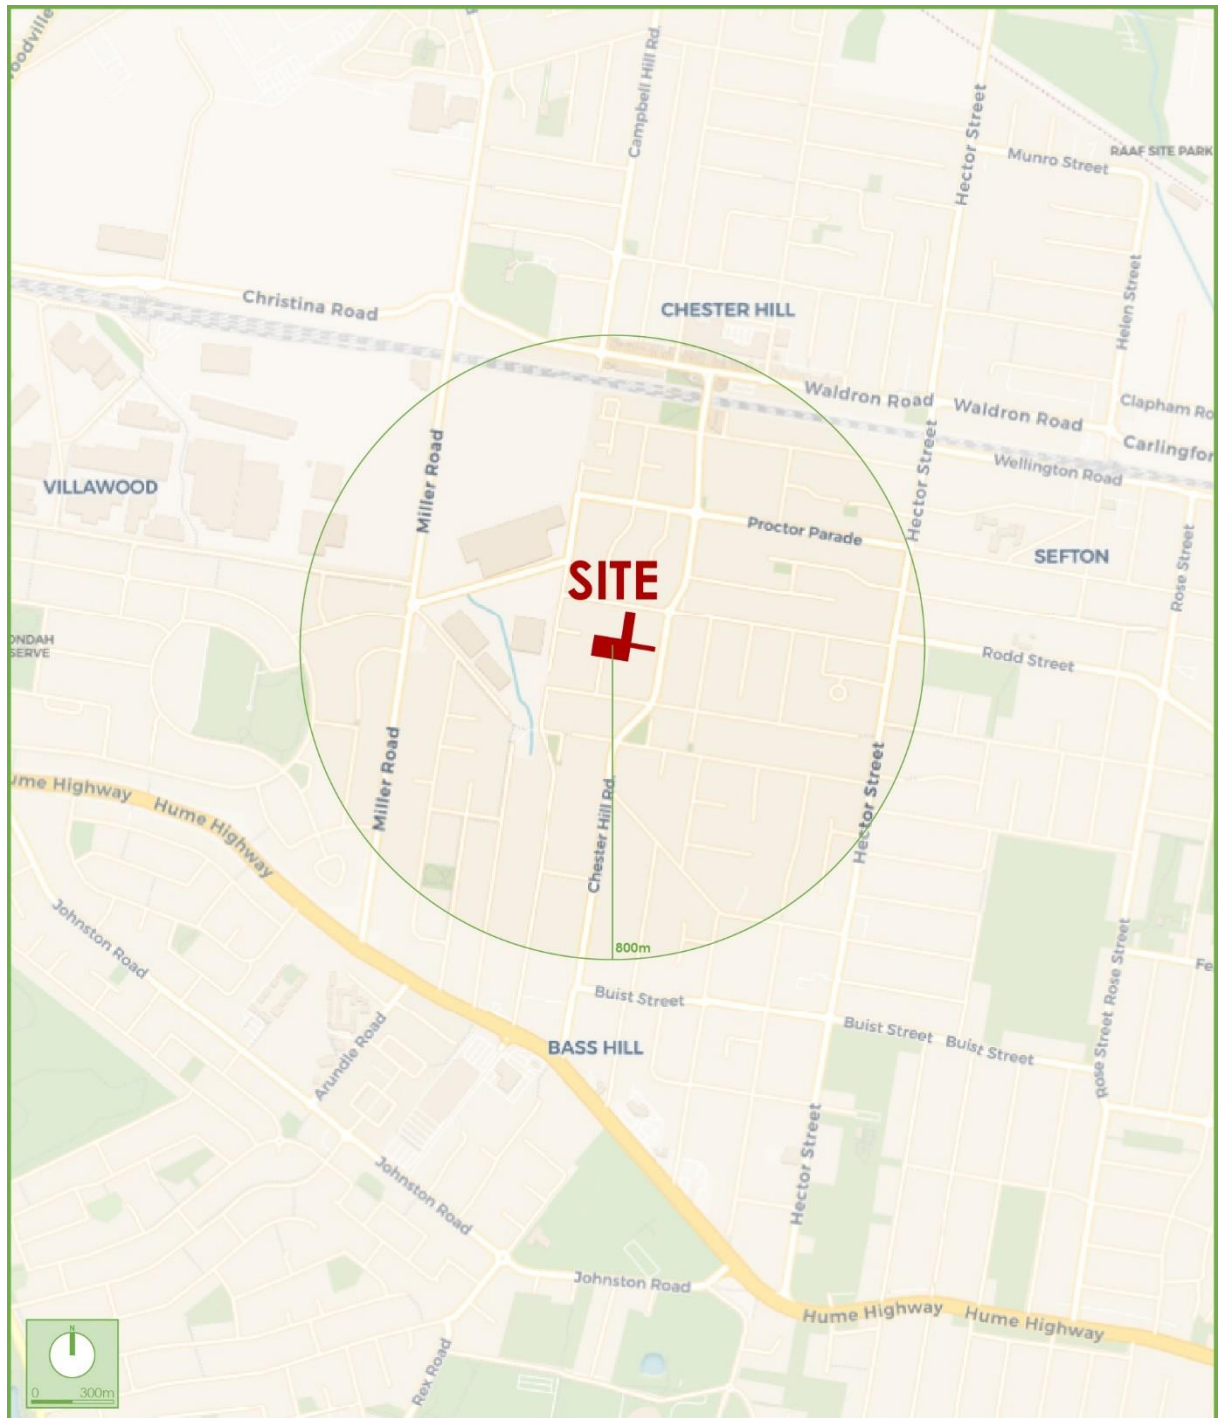 oodville
Campbell Hill Rd.
Hector Street
Munro Street
RAAF SITE PARK
Helen Street
Christina Road
CHESTER HILL
Waldron Road
Waldron Road
Clapham Ro
Carlingfor
Wellington Road
Hector Street
Miller Road
VILLAWOOD
Proctor Parade
SEFTON
Rose Street
SITE
ONDAH
SERVE
Rodd Street
Miller Road
Hector Street
ume Highway
Hume Highway
Chester Hill Rd.
Johnston Road
800m
Rose Street
Fe
Buist Street
Buist Street
Buist Street
Rose Street
BASS HILL
Arundle Road
Hector Street
Johnston Road
Johnston Road
Hume Highway
Hume Highway
Rex Road
N
0 300m